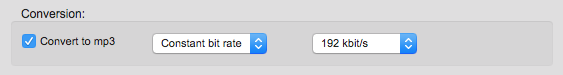 Conversion:
Convert to mp3 Constant bit rate 192 kbit/s